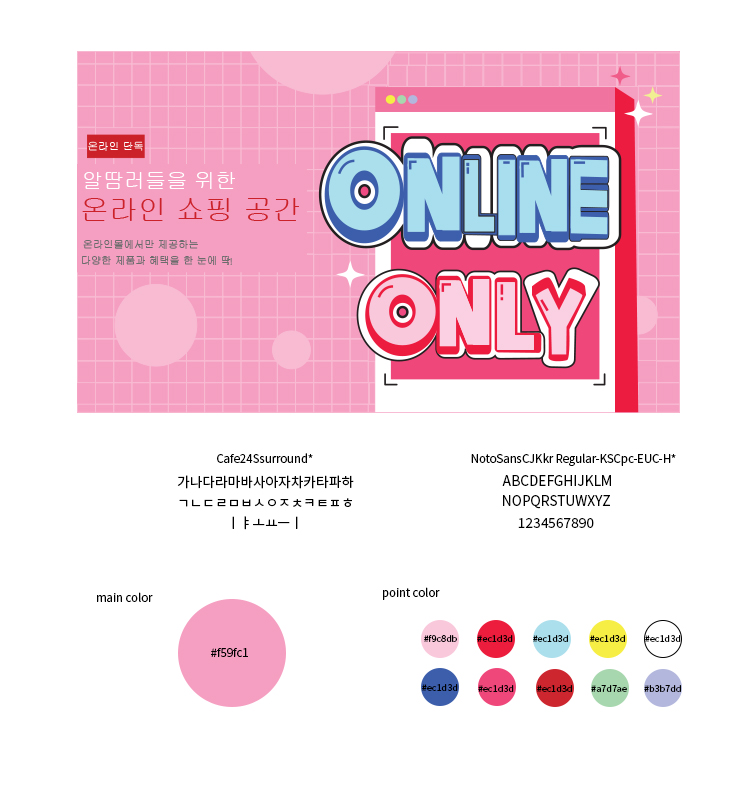 온라인 단독
알땀러들을 위한
온라인 쇼핑 공간
온라인몰에서만 제공하는
다양한 제품과 혜택을 한 눈에 딱!
ONLINE
ONLY
Cafe24Ssurround*
가나다라마바사아자차카타파하
ㄱㄴㄷㄹㅁㅂㅅㅇㅈㅊㅋㅌㅍㅎ
ㅣㅑㅗㅛㅡㅣ
NotoSansCJKkr Regular-KSCpc-EUC-H*
ABCDEFGHIJKLM
NOPQRSTUWXYZ
1234567890
main color
#f59fc1
point color
#f9c8db #ec1d3d #ec1d3d #ec1d3d #ec1d3d
#ec1d3d #ec1d3d #ec1d3d #a7d7ae #b3b7dd